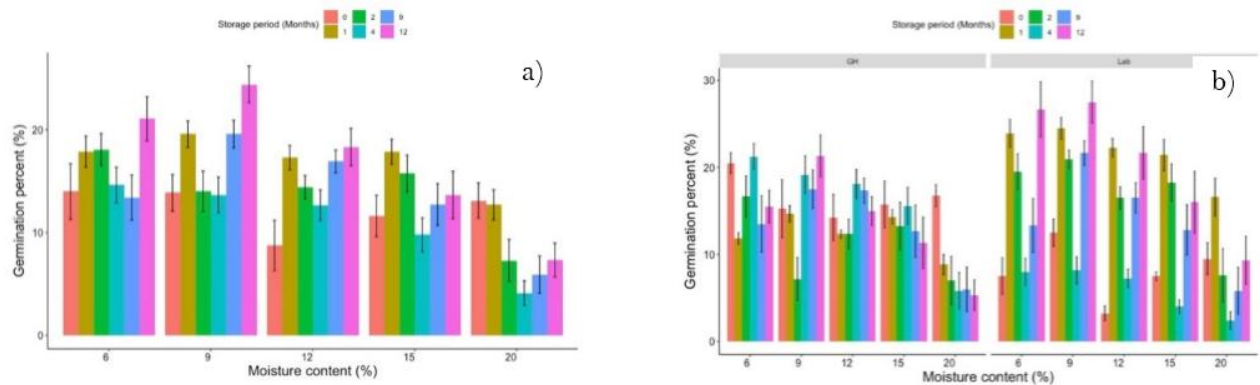 Storage period (Months)
0 2 9
1 4 12
a)
Germination percent (%)
20
10
0
6 9 12 15 20
Moisture content (%)
Storage period (Months)
0 2 9
1 4 12
b)
GH Lab
Germination percent (%)
30
20
10
0
6 9 12 15 20 6 9 12 15 20
Moisture content (%)